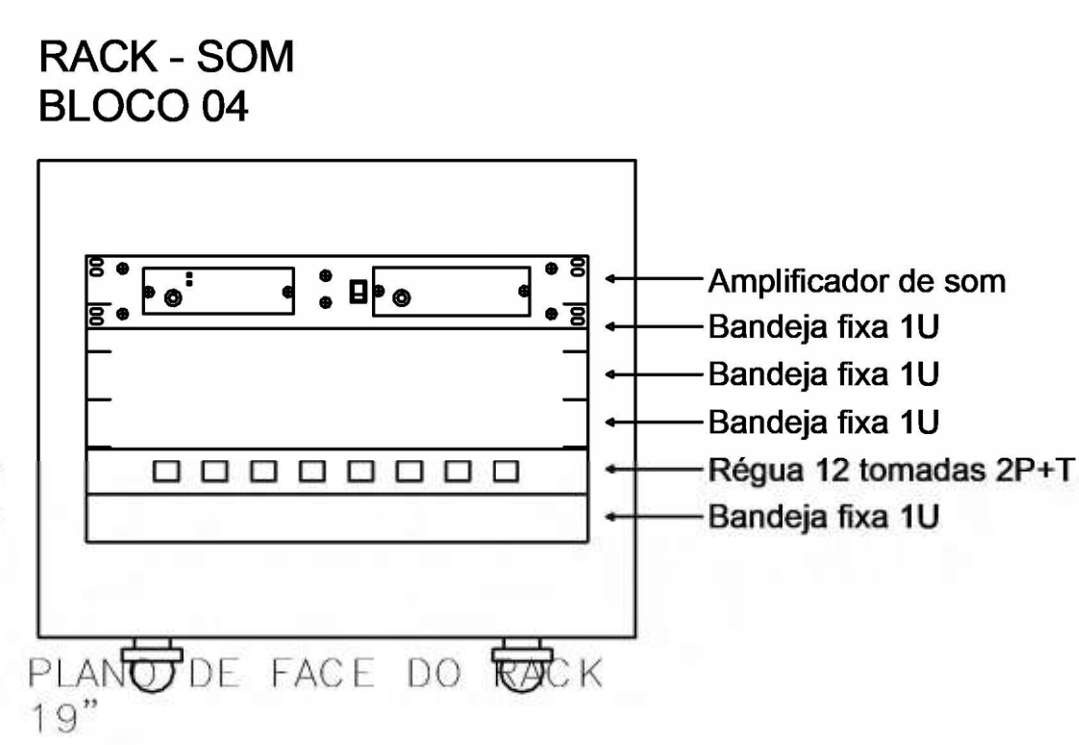 RACK - SOM
BLOCO 04
Amplificador de som
Bandeja fixa 1U
Bandeja fixa 1U
Bandeja fixa 1U
Régua 12 tomadas 2P+T
Bandeja fixa 1U
PLANO DE FACE DO RACK
19”